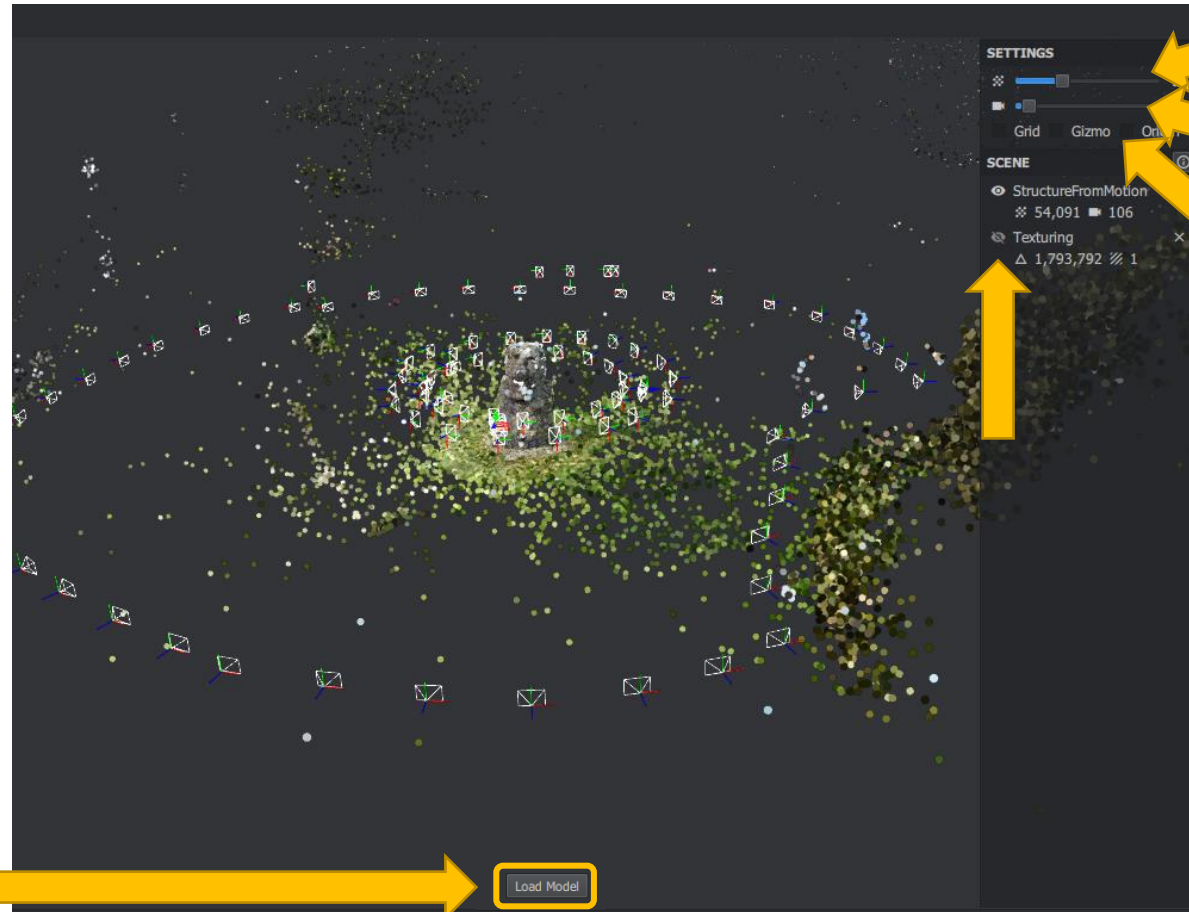 SETTINGS
Grid Gizmo
SCENE
StructureFromMotion
54,091 106
Texturing
1,793,792 1
Load Model